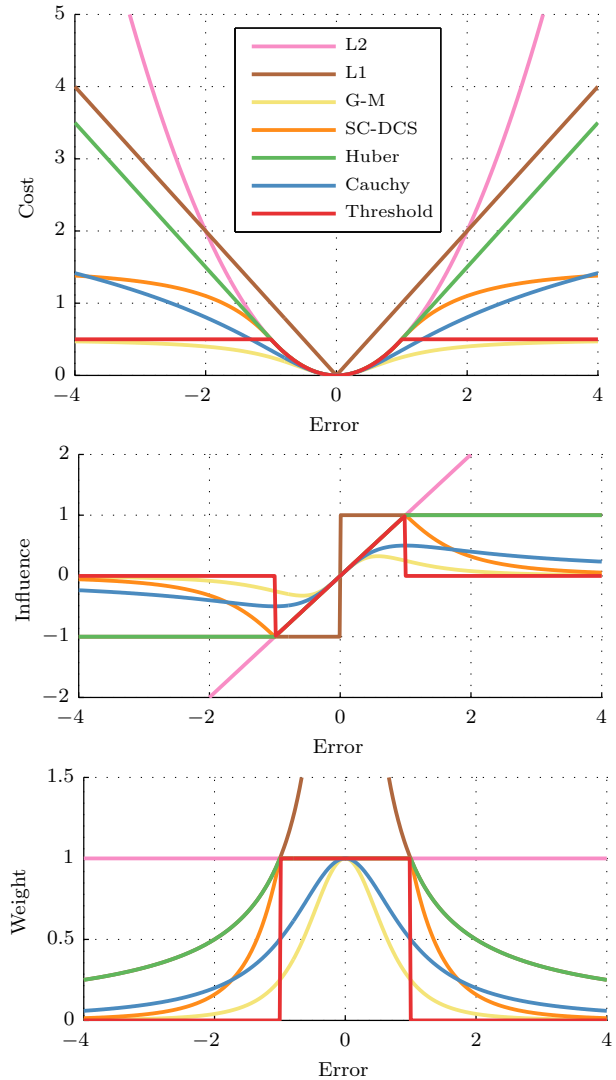 5
4
3
2
1
0
Cost
L2
L1
G-M
SC-DCS
Huber
Cauchy
Threshold
−4
−2
0
2
4
Error
2
1
0
−1
−2
Influence
−4
−2
0
2
4
Error
1.5
1
0.5
0
Weight
−4
−2
0
2
4
Error